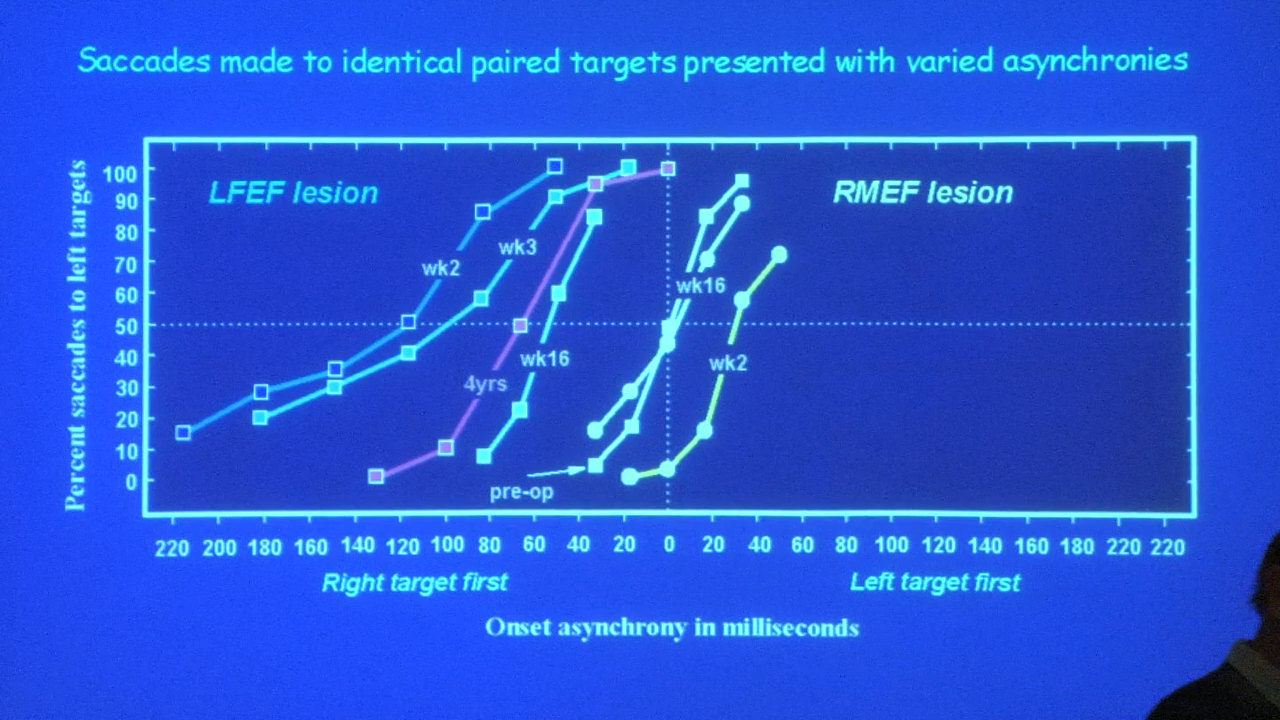 Saccades made to identical paired targets presented with varied asynchronies
LFEF lesion
RMEF lesion
Percent saccades to left targets
100
90
80
70
60
50
40
30
20
10
0
wk2
wk3
4yrs
wk16
pre-op
wk16
wk2
220 200 180 160 140 120 100 80 60 40 20 0 20 40 60 80 100 120 140 160 180 220 220
Right target first
Left target first
Onset asynchrony in milliseconds